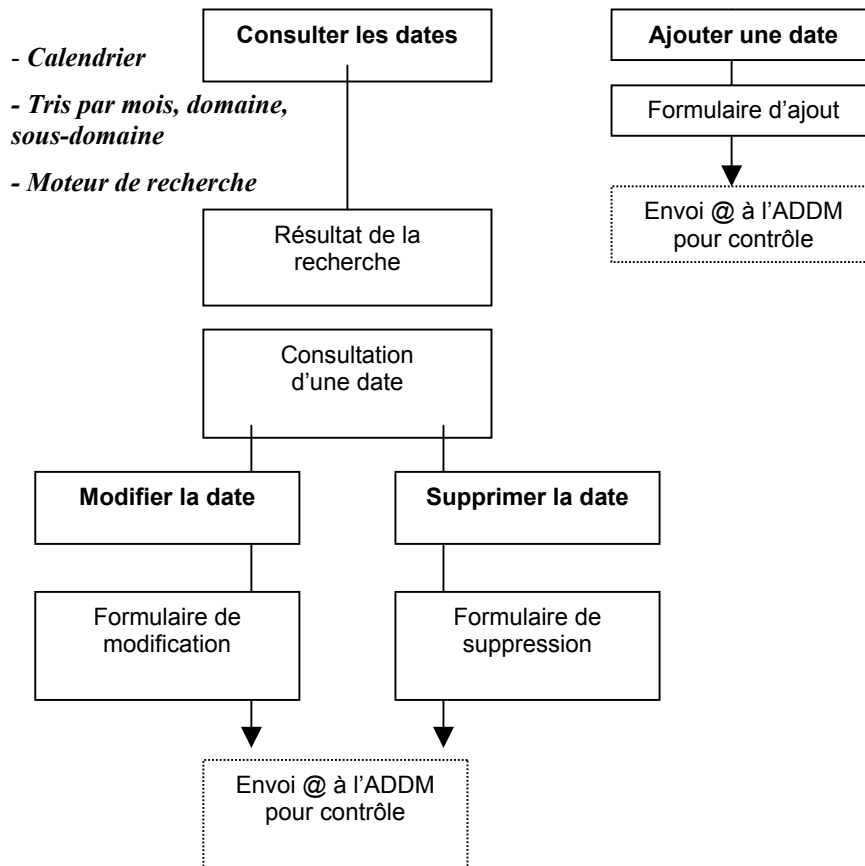 Consulter les dates
- Calendrier
- Tris par mois, domaine,
sous-domaine
- Moteur de recherche
Résultat de la
recherche
Consultation
d’une date
Modifier la date
Supprimer la date
Formulaire de
modification
Formulaire de
suppression
Envoi @ à l’ADDM
pour contrôle
Ajouter une date
Formulaire d’ajout
Envoi @ à l’ADDM
pour contrôle